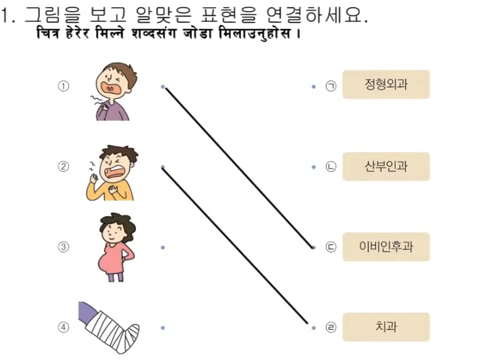 1. 그림을 보고 알맞은 표현을 연결하세요.
चित्र हेरेर मिल्ने शव्दसंग जोडा मिलाउनुहोस ।
① ㉠ 정형외과
② ㉡ 산부인과
③ ㉢ 이비인후과
④ ㉣ 치과